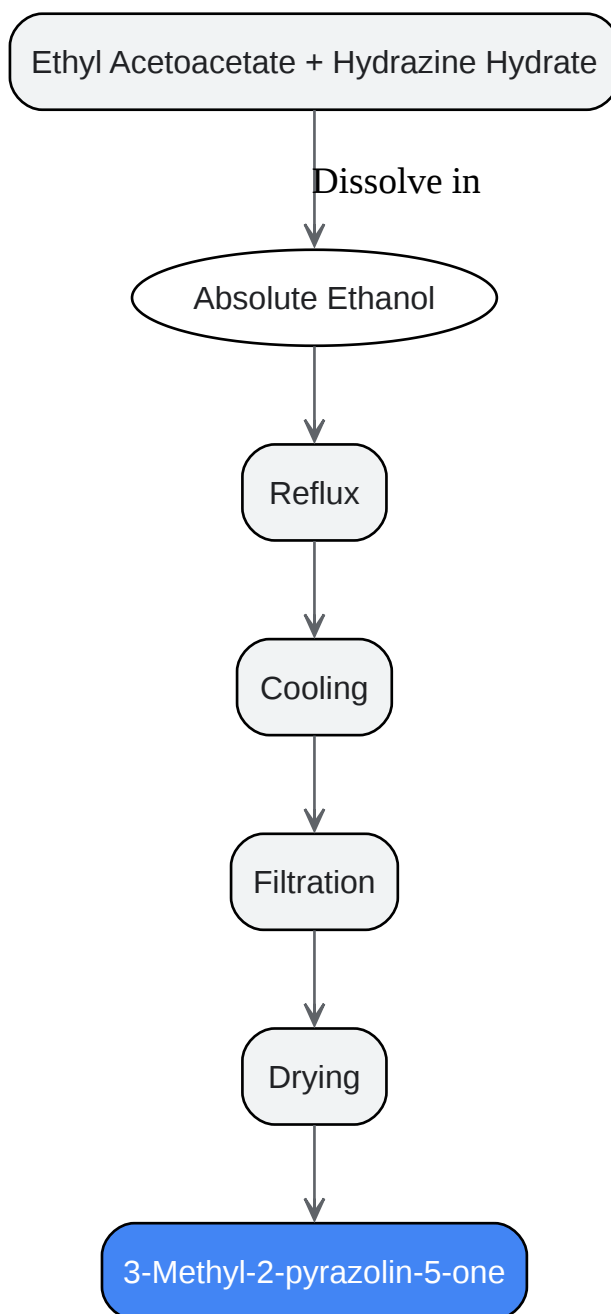 Ethyl Acetoacetate + Hydrazine Hydrate
Dissolve in
Absolute Ethanol
Reflux
Cooling
Filtration
Drying
3-Methyl-2-pyrazolin-5-one